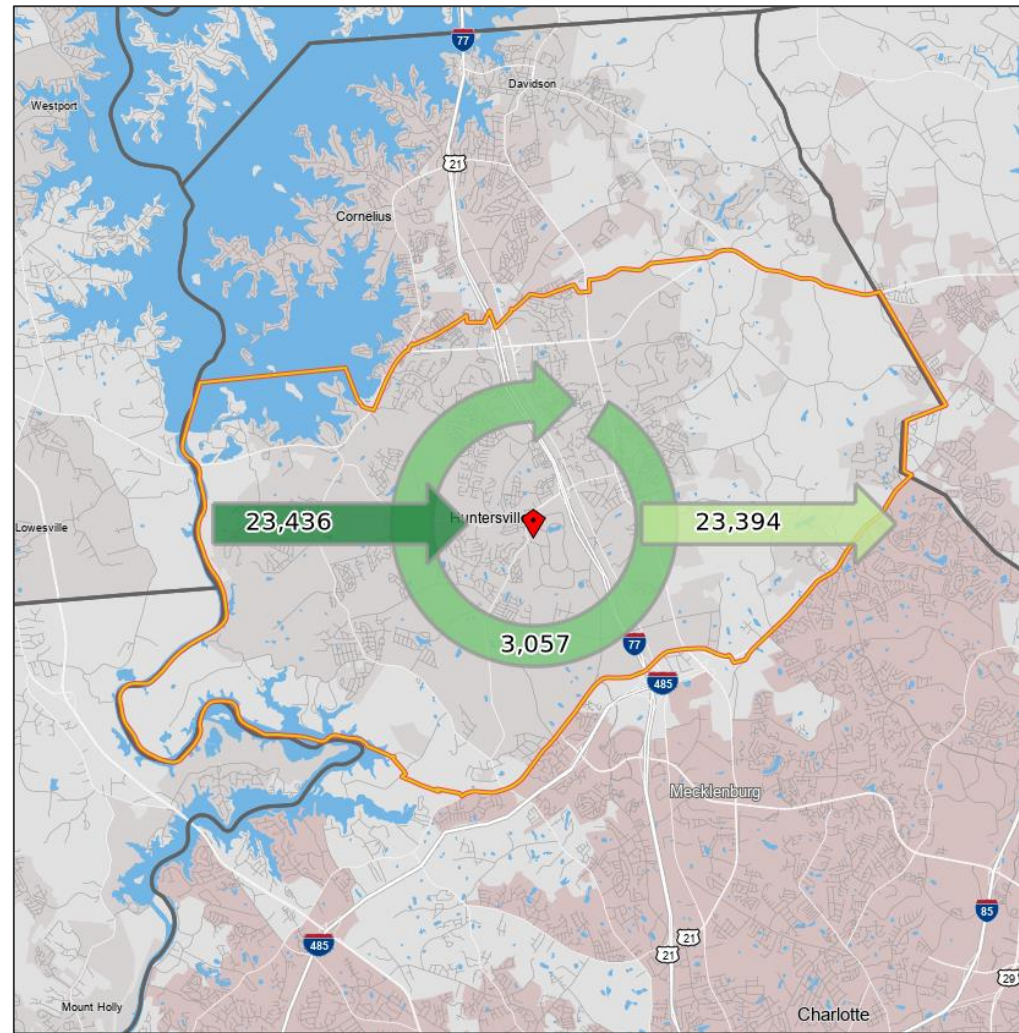 77
Davidson
Westport
21
Cornelius
23,436
Huntersville
23,394
Lowesville
3,057
77
485
Mecklenburg
85
21
485
21
29
Mount Holly
Charlotte